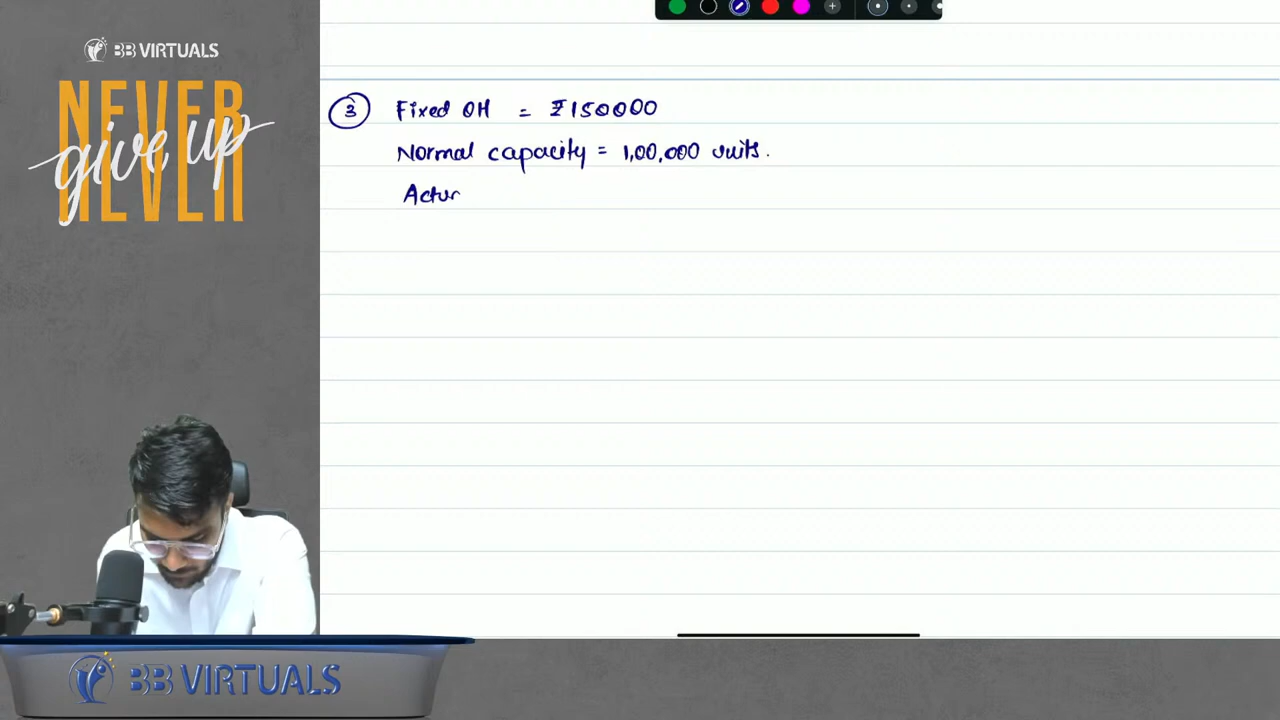 BB VIRTUALS
NEVER
give up
NEVER
3 Fixed OH = ₹150000
Normal capacity = 1,00,000 units.
Actur
BB VIRTUALS